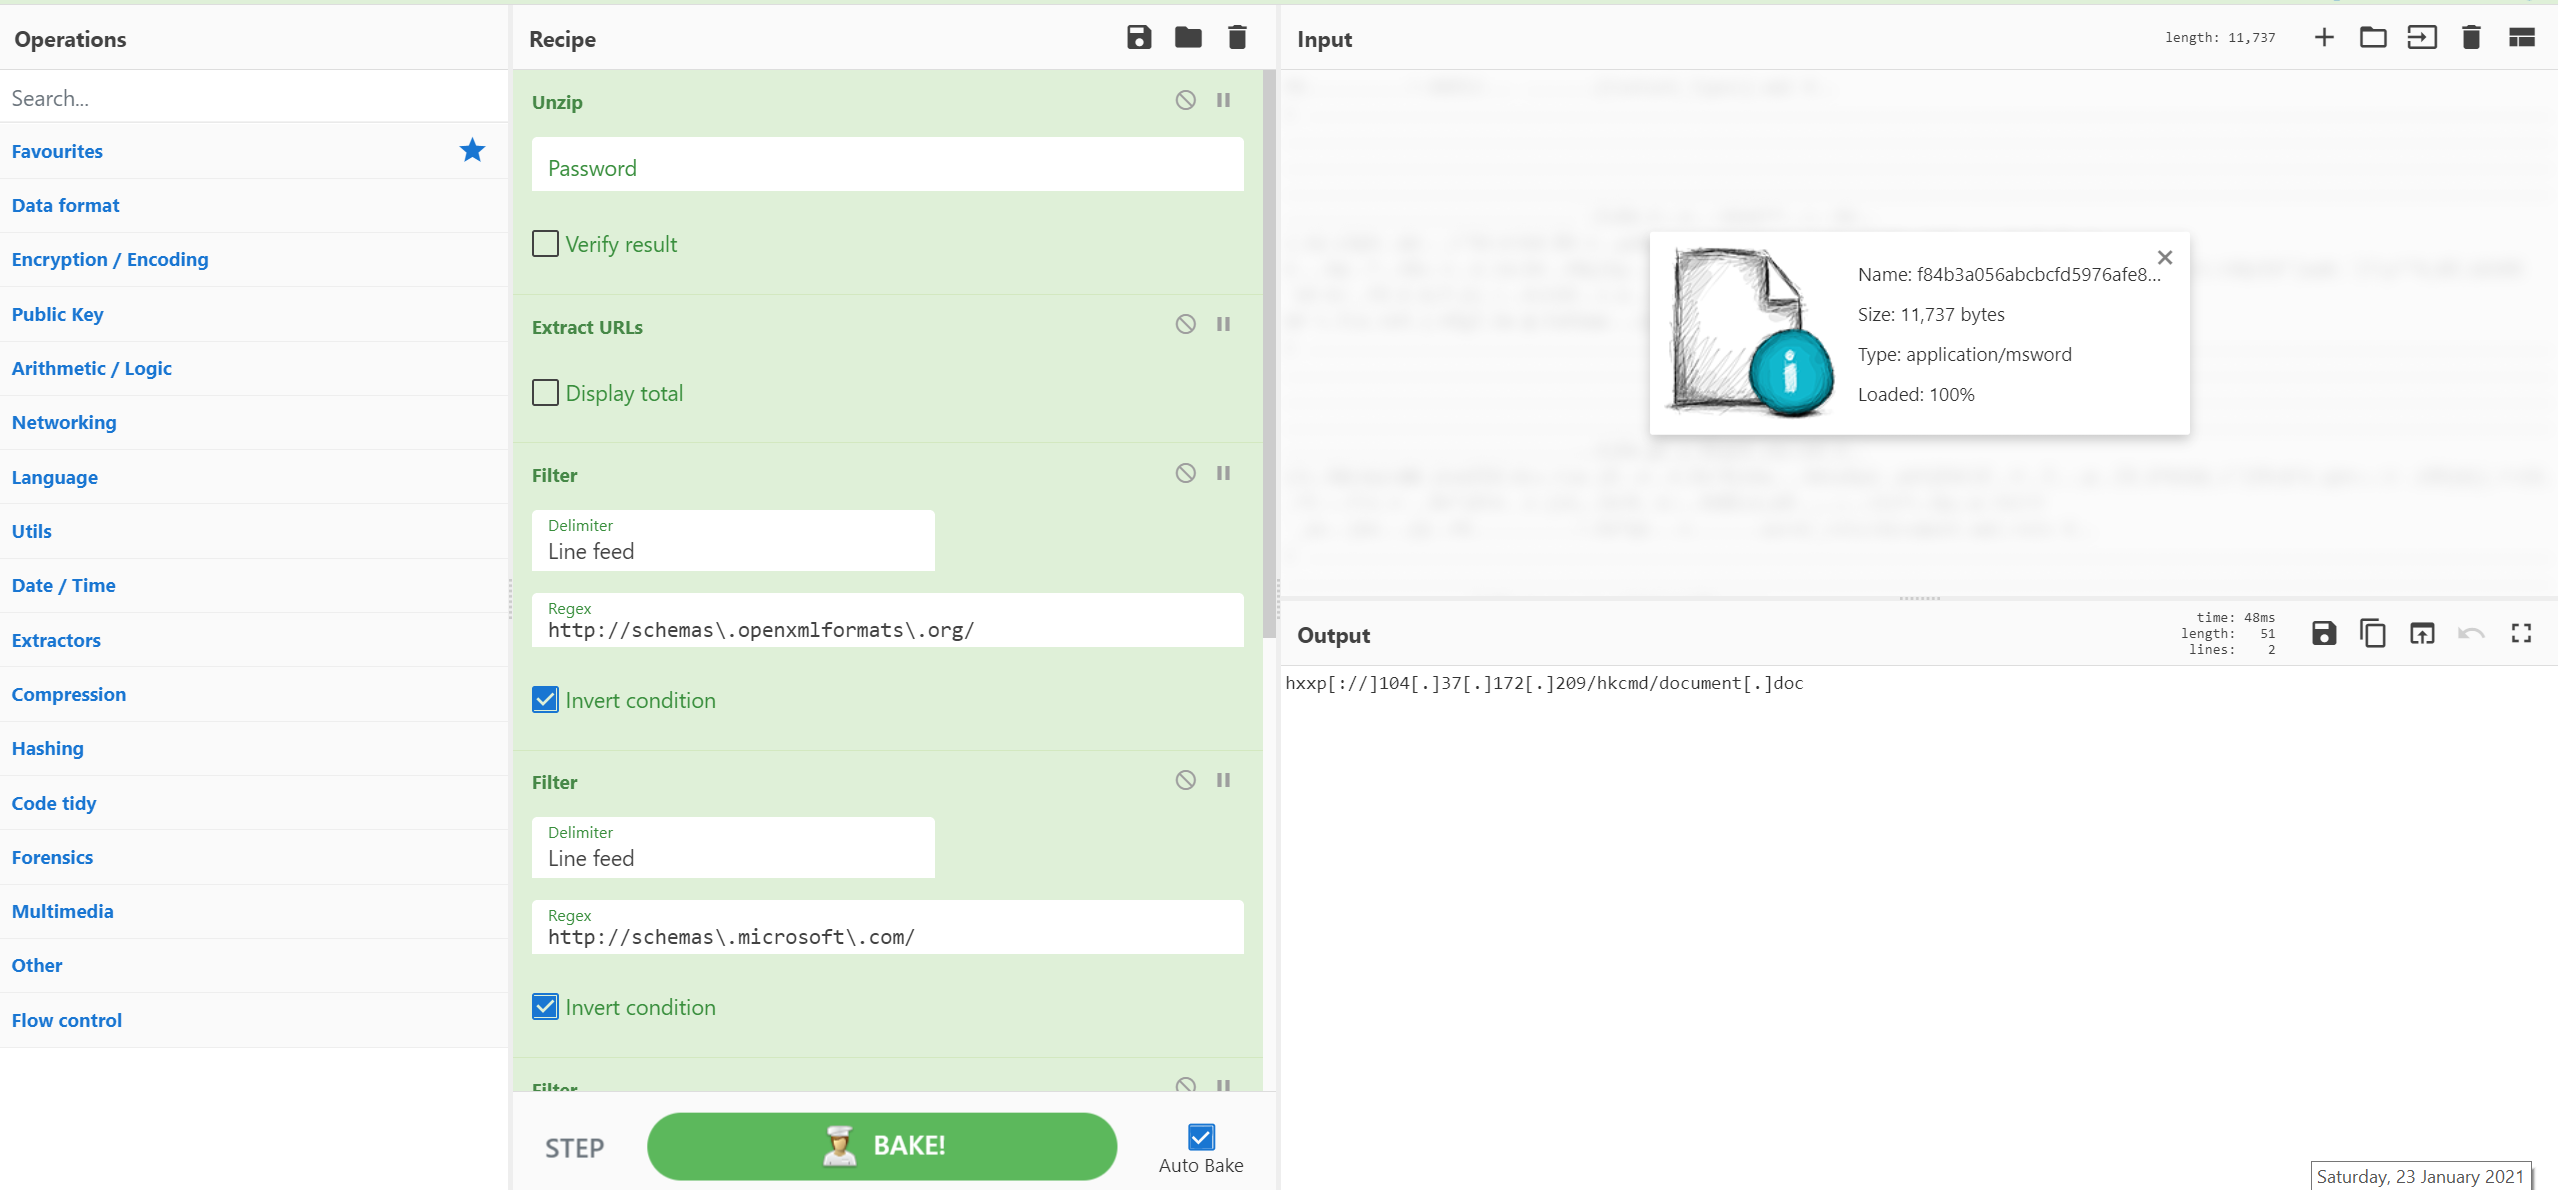 Operations
Search...
Favourites
Data format
Encryption / Encoding
Public Key
Arithmetic / Logic
Networking
Language
Utils
Date / Time
Extractors
Compression
Hashing
Code tidy
Forensics
Multimedia
Other
Flow control
Recipe
Unzip
Password
Verify result
Extract URLs
Display total
Filter
Delimiter
Line feed
Regex
http://schemas\.openxmlformats\.org/
Invert condition
Filter
Delimiter
Line feed
Regex
http://schemas\.microsoft\.com/
Invert condition
Filter
STEP
BAKE!
Auto Bake
Input
length: 11,737
Name: f84b3a056abcbcfd5976afe8...
Size: 11,737 bytes
Type: application/msword
Loaded: 100%
Output
time: 48ms
length: 51
lines: 2
hxxp[://]104[.]37[.]172[.]209/hkcmd/document[.]doc
Saturday, 23 January 2021